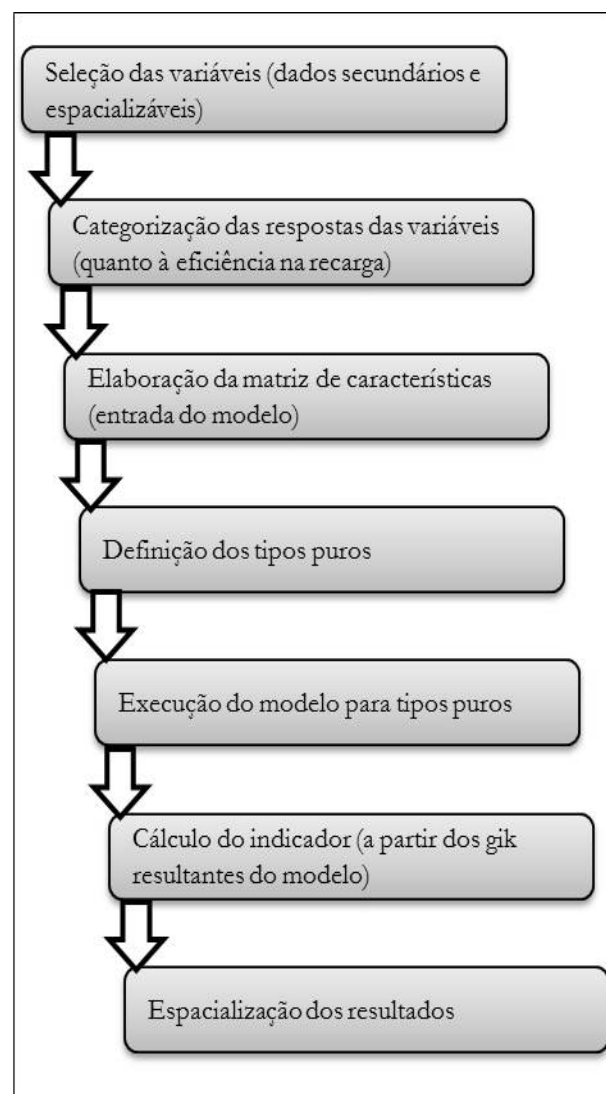 Seleção das variáveis (dados secundários e
espacializáveis)
Categorização das respostas das variáveis
(quanto à eficiência na recarga)
Elaboração da matriz de características
(entrada do modelo)
Definição dos tipos puros
Execução do modelo para tipos puros
Cálculo do indicador (a partir dos gik
resultantes do modelo)
Espacialização dos resultados